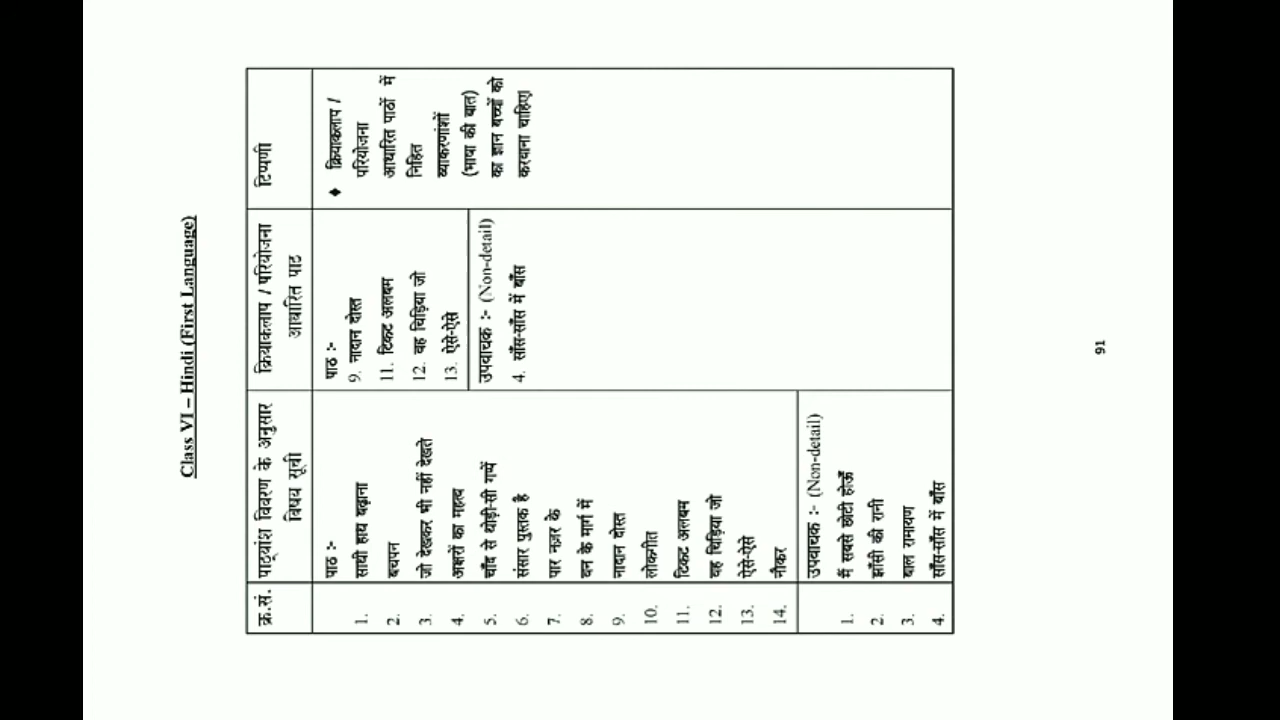 Class VI – Hindi (First Language)
क्र.सं. पाठ्यांश विवरण के अनुसार क्रियाकलाप / परियोजना टिप्पणी
विषय सूची आधारित पाठ
पाठ :-
1. साथी हाथ बढ़ाना
2. बचपन
3. जो देखकर भी नहीं देखते
4. अक्षरों का महत्व
5. चाँद से थोड़ी-सी गप्पें
6. संसार पुस्तक है
7. पार नज़र के
8. वन के मार्ग में
9. नादान दोस्त
10. लोकगीत
11. टिकट अलबम
12. वह चिड़िया जो
13. ऐसे-ऐसे
14. नौकर
उपवाचक :- (Non-detail)
1. मैं सबसे छोटी होऊँ
2. झाँसी की रानी
3. बाल रामायण
4. साँस-साँस में बाँस
पाठ :-
9. नादान दोस्त
11. टिकट अलबम
12. वह चिड़िया जो
13. ऐसे-ऐसे
उपवाचक :- (Non-detail)
4. साँस-साँस में बाँस
♦ क्रियाकलाप /
परियोजना
आधारित पाठों में
निहित
व्याकरणांशों
(भाषा की बात)
का ज्ञान बच्चों को
करवाना चाहिए।
91